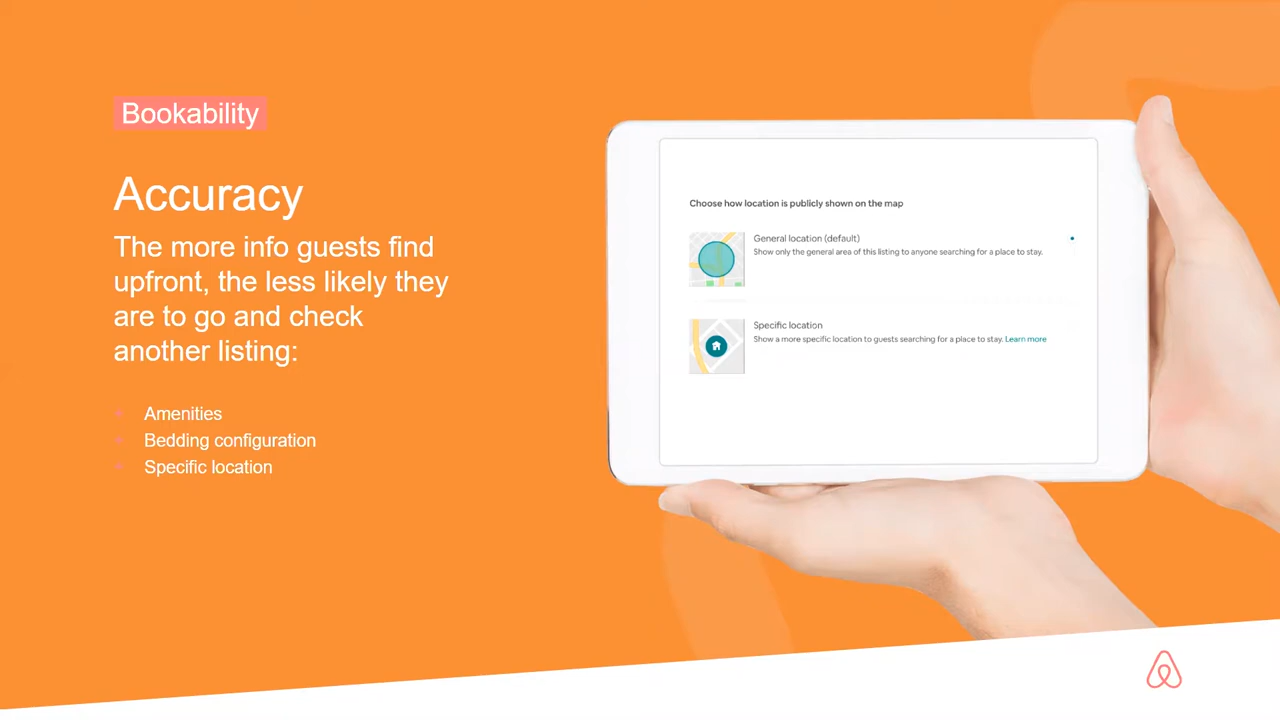 Bookability
Accuracy
The more info guests find
upfront, the less likely they
are to go and check
another listing:
Amenities
Bedding configuration
Specific location
Choose how location is publicly shown on the map
General location (default)
Show only the general area of this listing to anyone searching for a place to stay.
Specific location
Show a more specific location to guests searching for a place to stay. Learn more